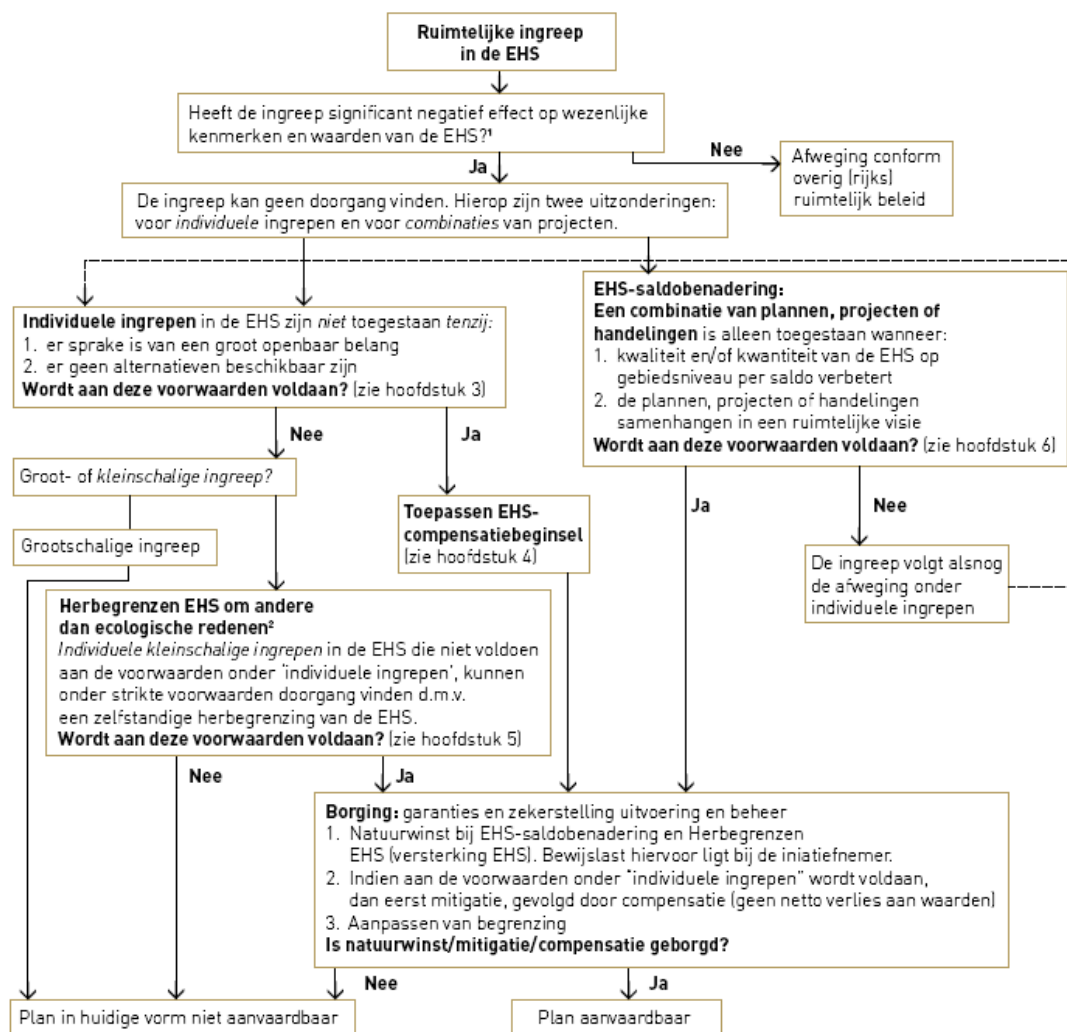 Ruimtelijke ingreep
in de EHS
Heeft de ingreep significant negatief effect op wezenlijke
kenmerken en waarden van de EHS?¹
Nee
Ja
Afweging conform
overig (rijks)
ruimtelijk beleid
De ingreep kan geen doorgang vinden. Hierop zijn twee uitzonderingen:
voor individuele ingrepen en voor combinaties van projecten.
Individuele ingrepen in de EHS zijn niet toegestaan tenzij:
1. er sprake is van een groot openbaar belang
2. er geen alternatieven beschikbaar zijn
Wordt aan deze voorwaarden voldaan? (zie hoofdstuk 3)
EHS-saldobenadering:
Een combinatie van plannen, projecten of
handelingen is alleen toegestaan wanneer:
1. kwaliteit en/of kwantiteit van de EHS op
gebiedsniveau per saldo verbetert
2. de plannen, projecten of handelingen
samenhangen in een ruimtelijke visie
Wordt aan deze voorwaarden voldaan? (zie hoofdstuk 6)
Nee
Ja
Groot- of kleinschalige ingreep?
Grootschalige ingreep
Toepassen EHS-
compensatiebeginsel
(zie hoofdstuk 4)
Ja
Nee
De ingreep volgt alsnog
de afweging onder
individuele ingrepen
Herbegrenzen EHS om andere
dan ecologische redenen²
Individuele kleinschalige ingrepen in de EHS die niet voldoen
aan de voorwaarden onder 'individuele ingrepen', kunnen
onder strikte voorwaarden doorgang vinden d.m.v.
een zelfstandige herbegrenzing van de EHS.
Wordt aan deze voorwaarden voldaan? (zie hoofdstuk 5)
Nee
Ja
Borging: garanties en zekerstelling uitvoering en beheer
1. Natuurwinst bij EHS-saldobenadering en Herbegrenzen
EHS (versterking EHS). Bewijslast hiervoor ligt bij de iniatiefnemer.
2. Indien aan de voorwaarden onder "individuele ingrepen" wordt voldaan,
dan eerst mitigatie, gevolgd door compensatie (geen netto verlies aan waarden)
3. Aanpassen van begrenzing
Is natuurwinst/mitigatie/compensatie geborgd?
Nee
Ja
Plan in huidige vorm niet aanvaardbaar
Plan aanvaardbaar